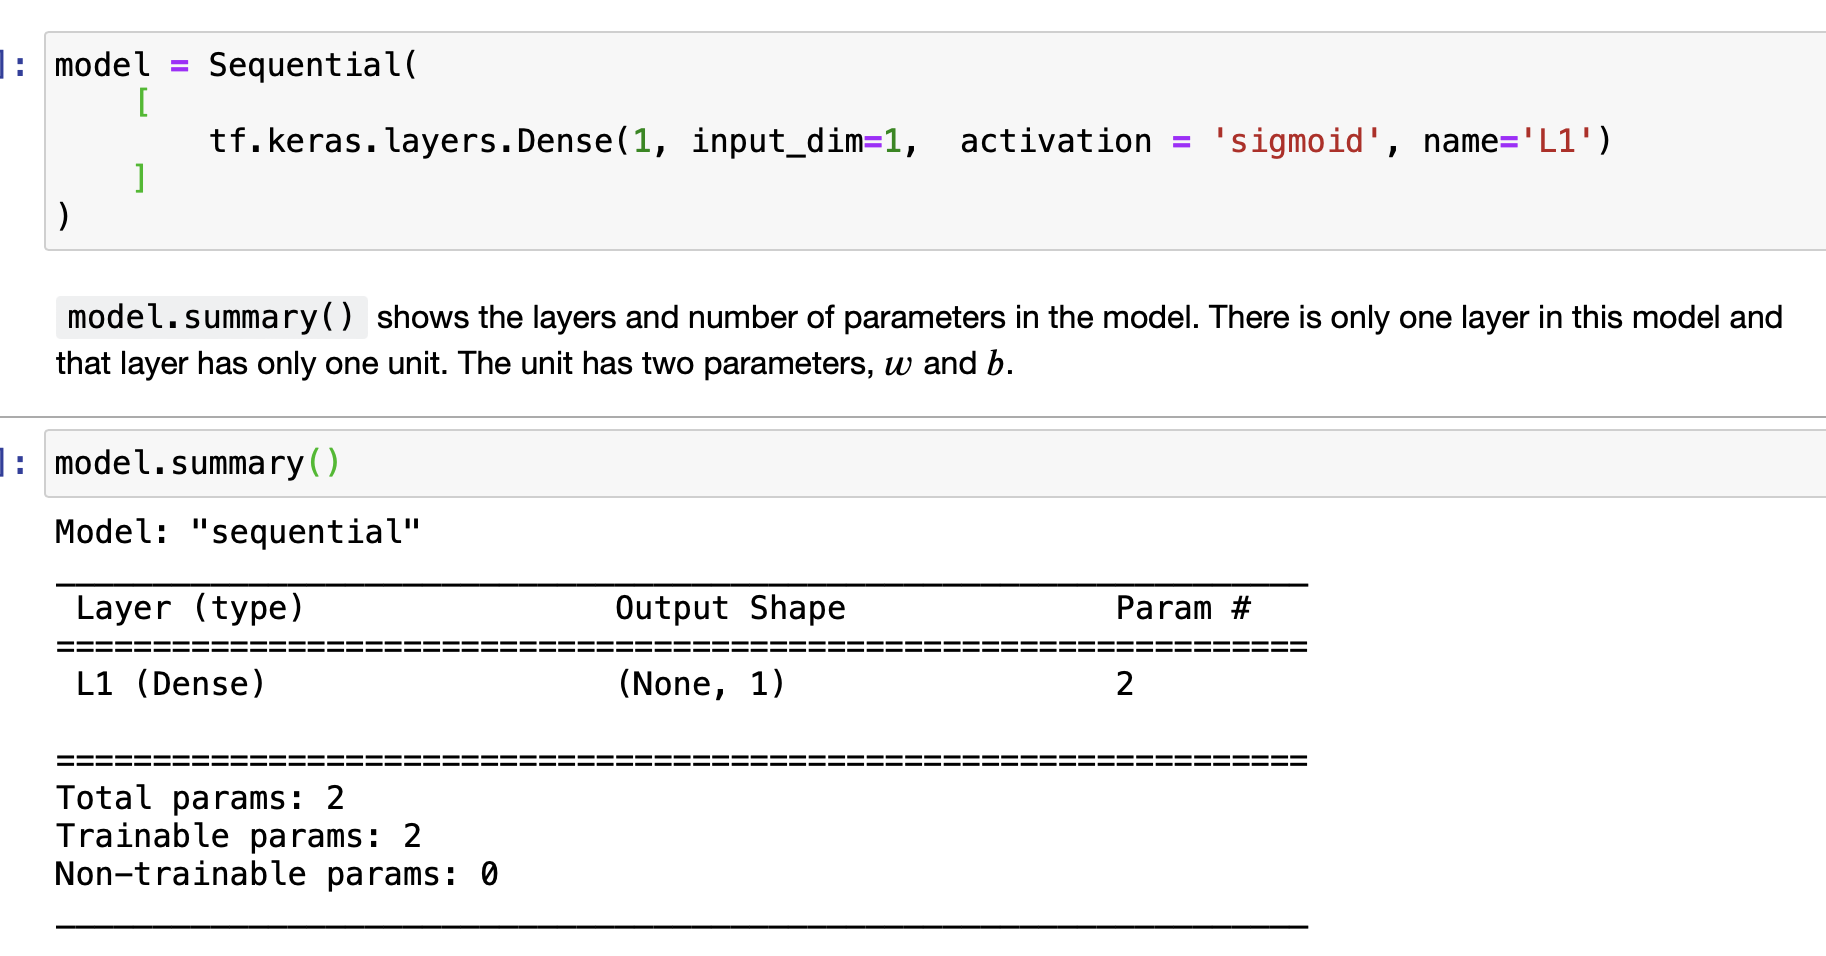 ]:
model = Sequential(
    [
        tf.keras.layers.Dense(1, input_dim=1,  activation = 'sigmoid', name='L1')
    ]
)
model.summary() shows the layers and number of parameters in the model. There is only one layer in this model and
that layer has only one unit. The unit has two parameters, w and b.
]:
model.summary()
Model: "sequential"
_________________________________________________________________
 Layer (type)                Output Shape              Param #
=================================================================
 L1 (Dense)                  (None, 1)                 2
=================================================================
Total params: 2
Trainable params: 2
Non-trainable params: 0
_________________________________________________________________